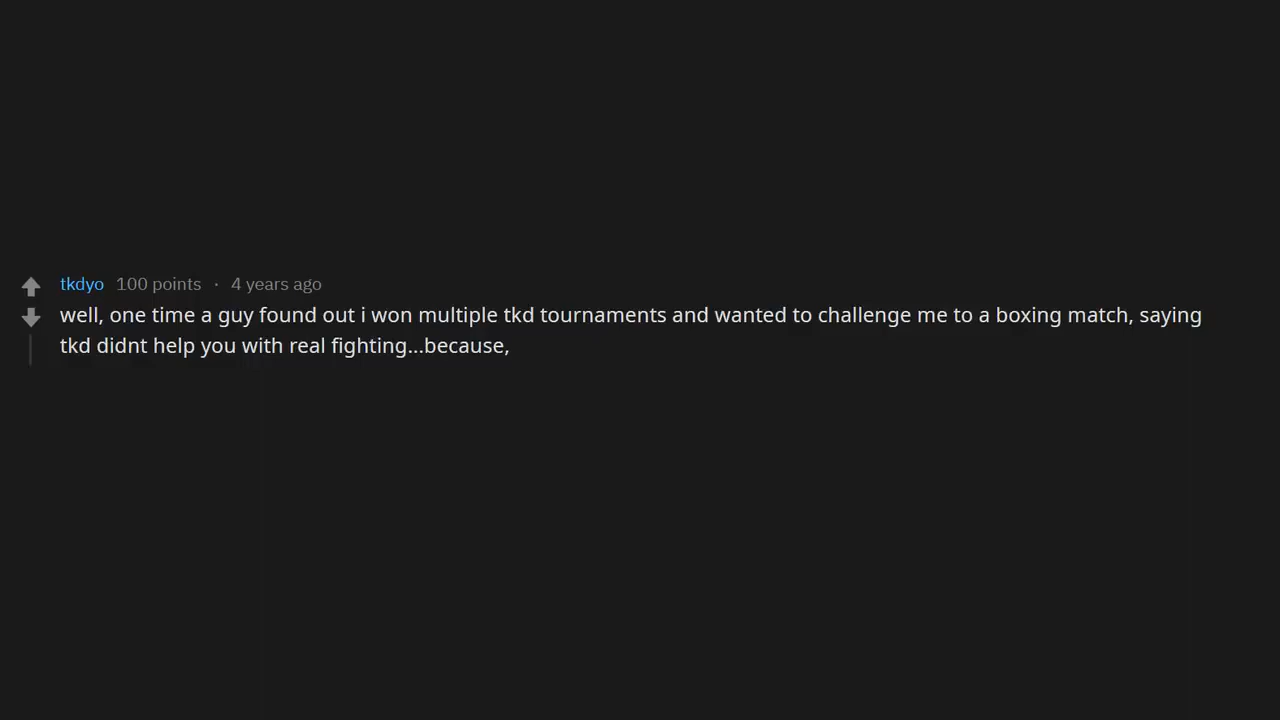 tkdyo 100 points · 4 years ago
well, one time a guy found out i won multiple tkd tournaments and wanted to challenge me to a boxing match, saying
tkd didnt help you with real fighting...because,